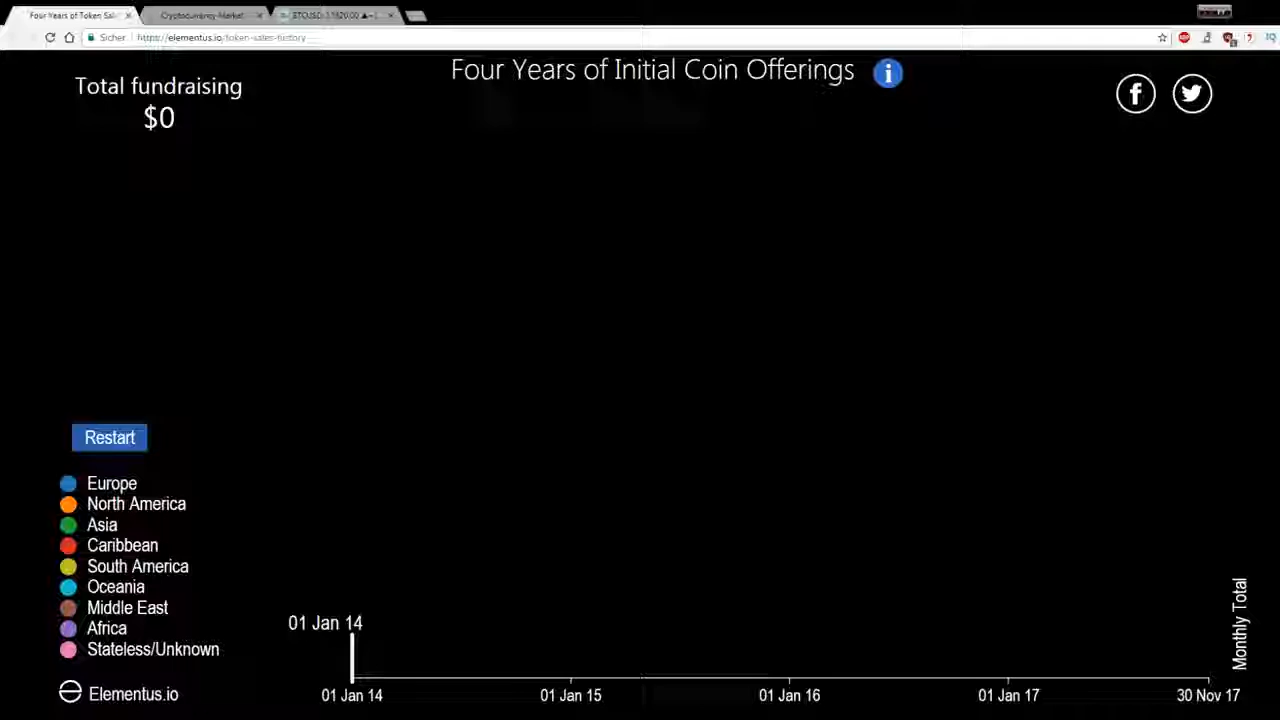 Four Years of Token Sal
Cryptocurrency-Market
Sicher
https://elementus.io/token-sales-history
Four Years of Initial Coin Offerings
Total fundraising
$0
Restart
Europe
North America
Asia
Caribbean
South America
Oceania
Middle East
Africa
Stateless/Unknown
Elementus.io
01 Jan 14
01 Jan 14
01 Jan 15
01 Jan 16
01 Jan 17
30 Nov 17
Monthly Total